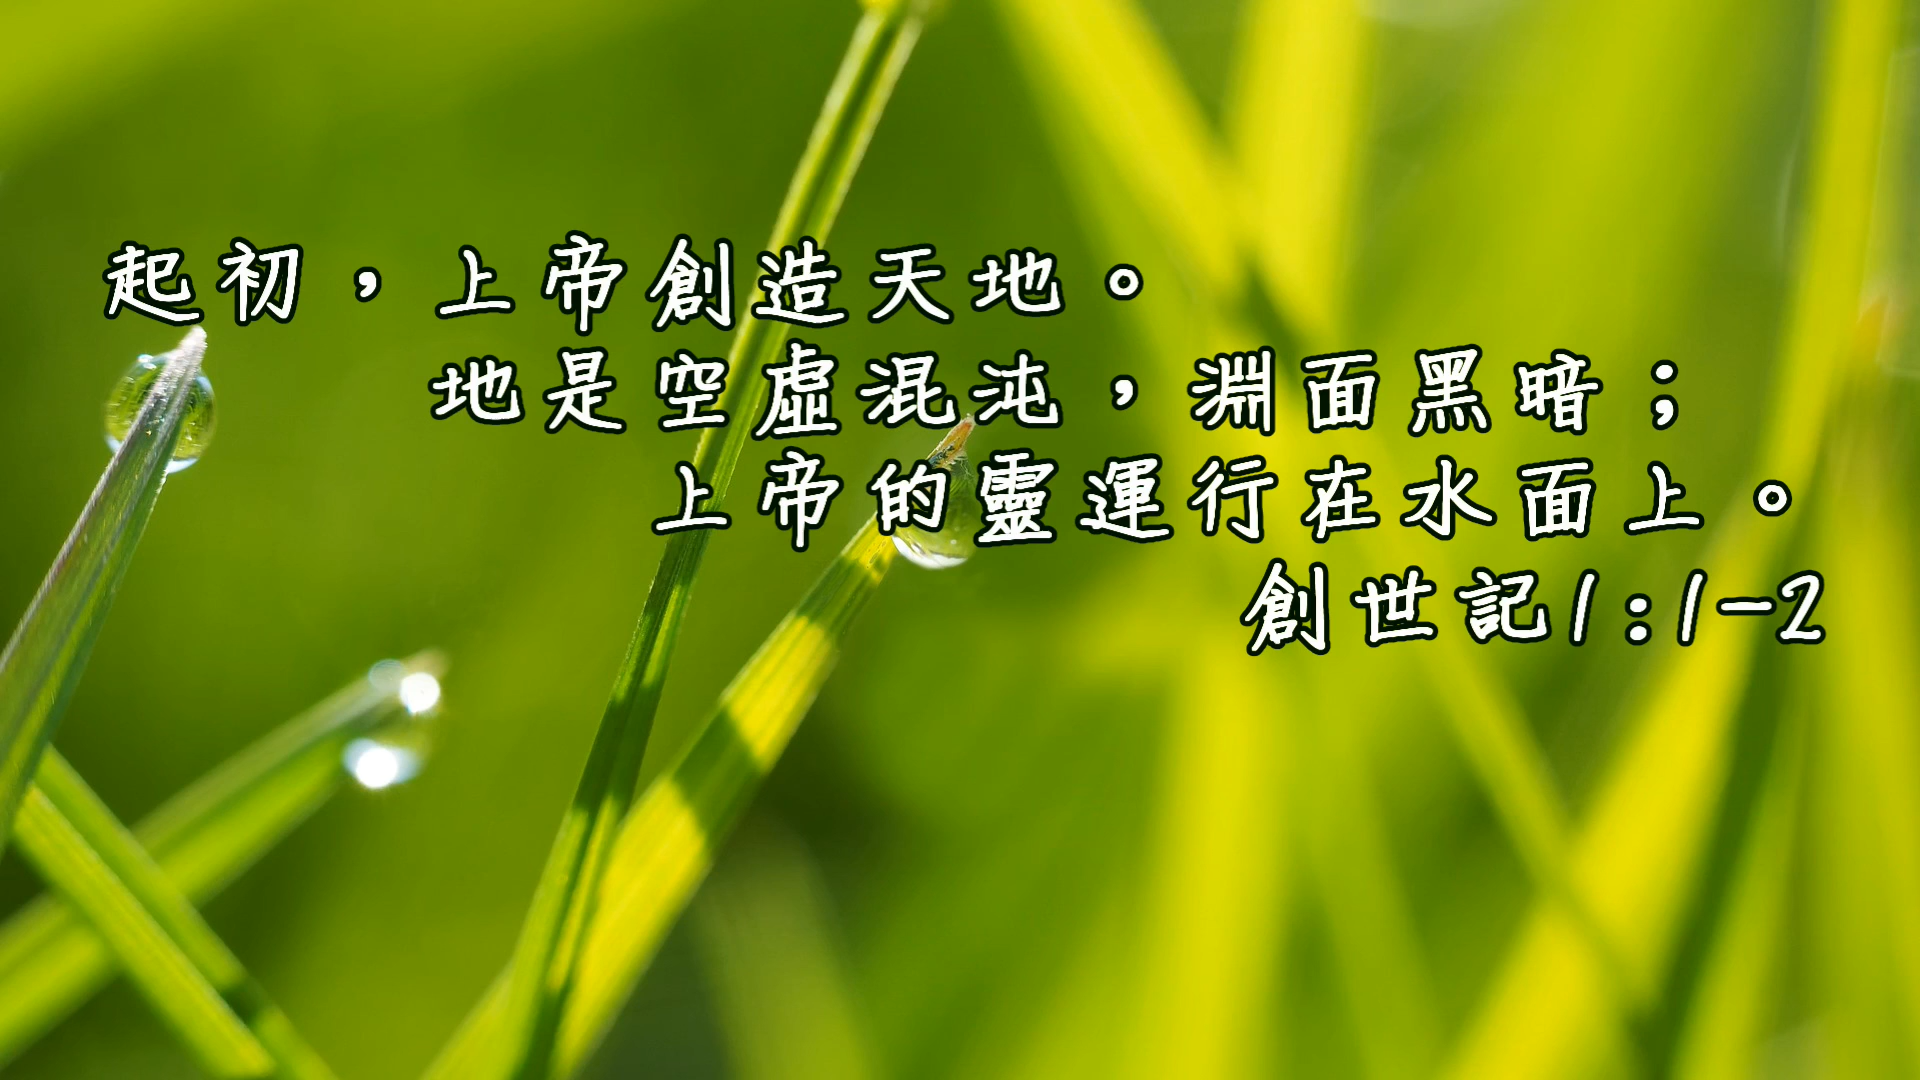 起初，上帝創造天地。
地是空虛混沌，淵面黑暗；
上帝的靈運行在水面上。
創世記1:1-2